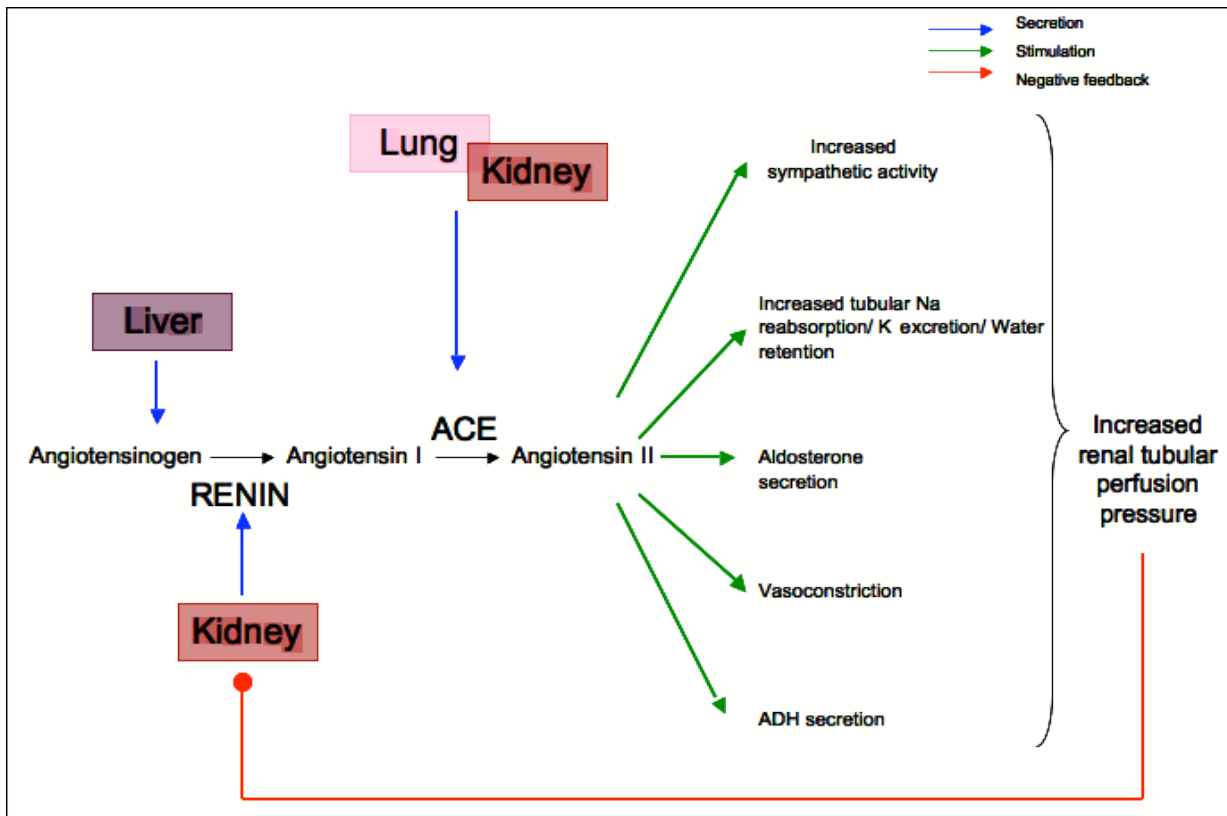 Secretion
Stimulation
Negative feedback
Lung
Kidney
Increased
sympathetic activity
Liver
Increased tubular Na
reabsorption/ K excretion/ Water
retention
ACE
Angiotensinogen
Angiotensin I
Angiotensin II
Aldosterone
secretion
Increased
renal tubular
perfusion
pressure
RENIN
Vasoconstriction
Kidney
ADH secretion